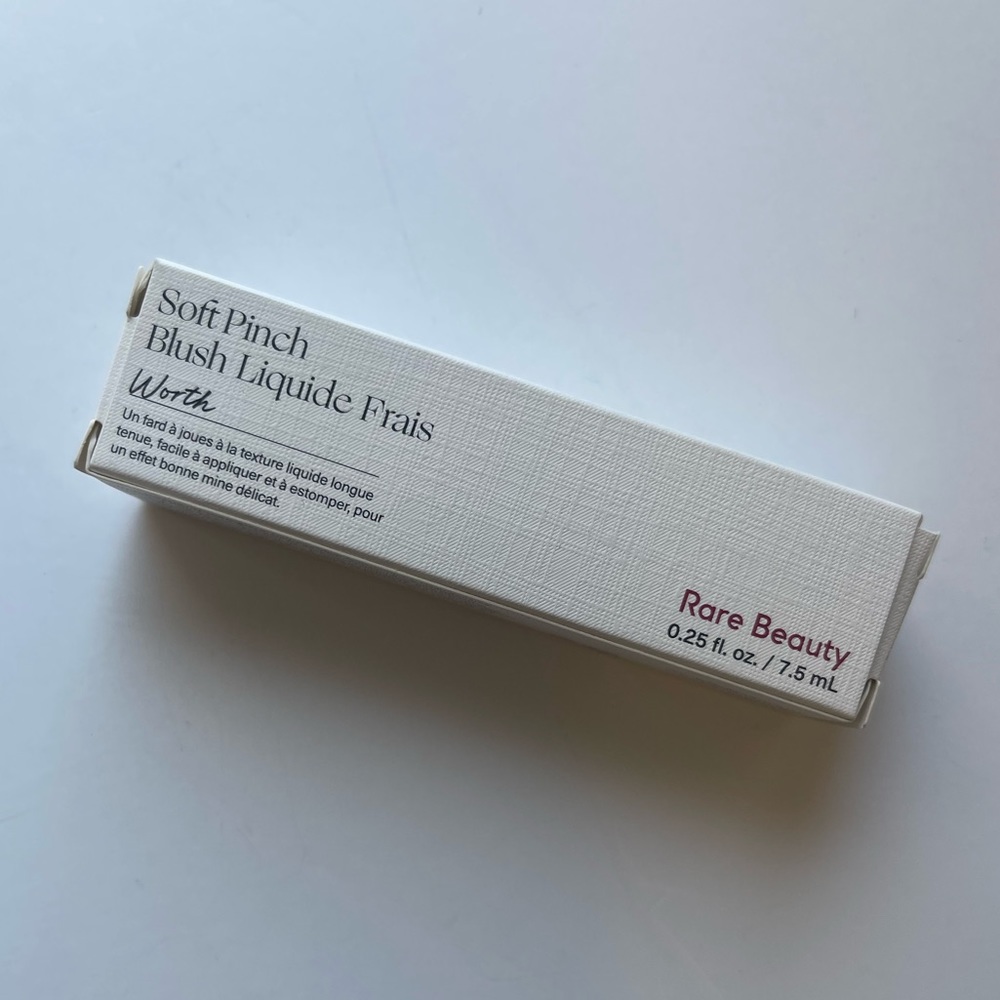 Soft Pinch
Blush Liquide Frais
Worth
Un fard à joues à la texture liquide longue
tenue, facile à appliquer et à estomper, pour
un effet bonne mine délicat.
Rare Beauty
0.25 fl. oz. / 7.5 mL